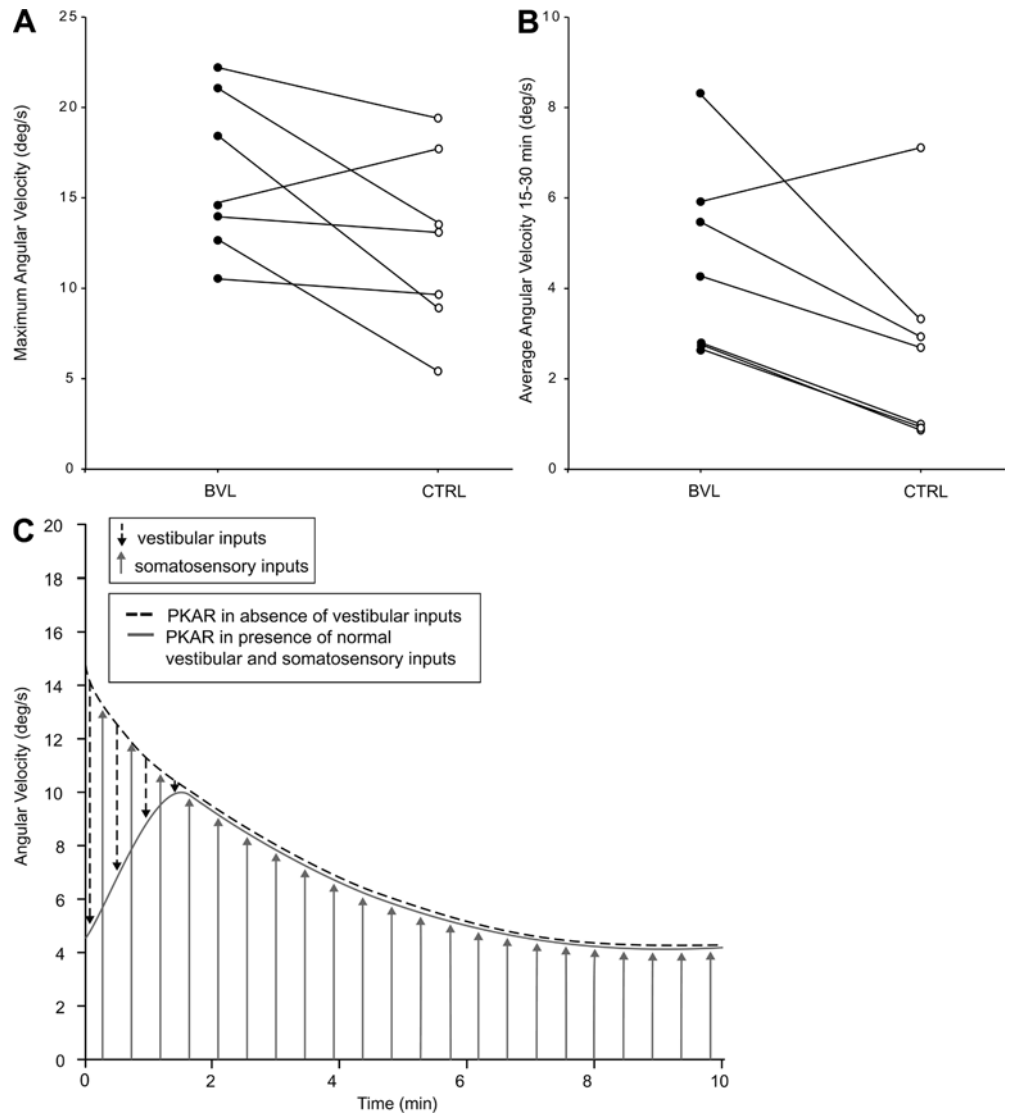 A
Maximum Angular Velocity (deg/s)
25
20
15
10
5
0
BVL
CTRL
B
Average Angular Velcoity 15-30 min (deg/s)
10
8
6
4
2
0
BVL
CTRL
C
vestibular inputs
somatosensory inputs
PKAR in absence of vestibular inputs
PKAR in presence of normal
vestibular and somatosensory inputs
Angular Velocity (deg/s)
20
18
16
14
12
10
8
6
4
2
0
0
2
4
6
8
10
Time (min)